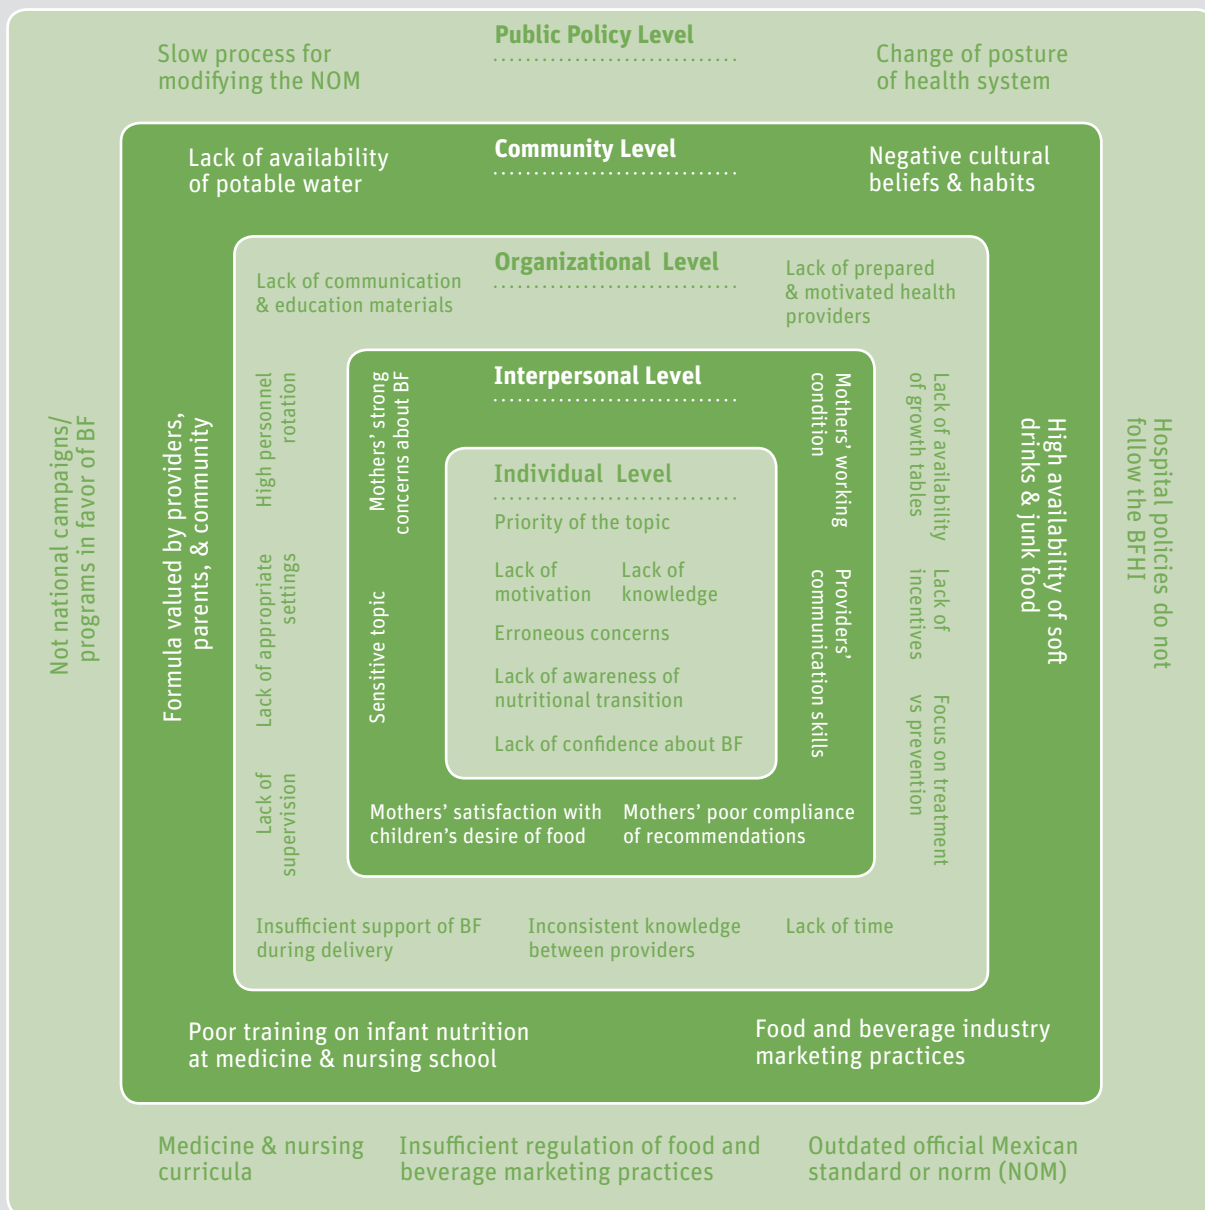 Public Policy Level
Slow process for
modifying the NOM
Change of posture
of health system
Not national campaigns/
programs in favor of BF
Hospital policies do not
follow the BFHI
Medicine & nursing
curricula
Insufficient regulation of food and
beverage marketing practices
Outdated official Mexican
standard or norm (NOM)
Community Level
Lack of availability
of potable water
Negative cultural
beliefs & habits
Formula valued by providers,
parents, & community
High availability of soft
drinks & junk food
Poor training on infant nutrition
at medicine & nursing school
Food and beverage industry
marketing practices
Organizational Level
Lack of communication
& education materials
Lack of prepared
& motivated health
providers
High personnel
rotation
Lack of appropriate
settings
Lack of
supervision
Lack of availability
of growth tables
Lack of
incentives
Focus on treatment
vs prevention
Insufficient support of BF
during delivery
Inconsistent knowledge
between providers
Lack of time
Interpersonal Level
Mothers' strong
concerns about BF
Sensitive topic
Mothers' working
condition
Providers'
communication skills
Mothers' satisfaction with
children's desire of food
Mothers' poor compliance
of recommendations
Individual Level
Priority of the topic
Lack of
motivation
Lack of
knowledge
Erroneous concerns
Lack of awareness of
nutritional transition
Lack of confidence about BF